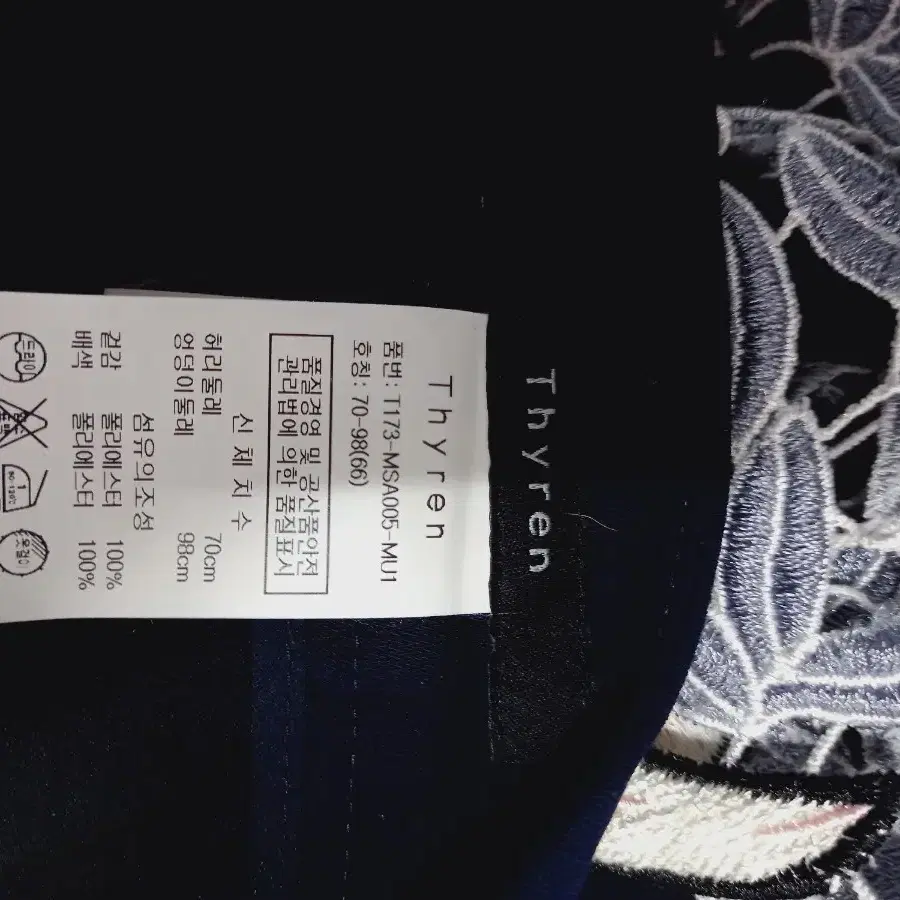 Thyren
Thyren
품번: T173-MSA005-MU1
호칭: 70-98(66)
품질경영 및 공산품안전
관리법에 의한 품질표시
신 체 치 수
허리둘레 70cm
엉덩이둘레 98cm
섬유의조성
겉감 폴리에스터 100%
배색 폴리에스터 100%
드라이